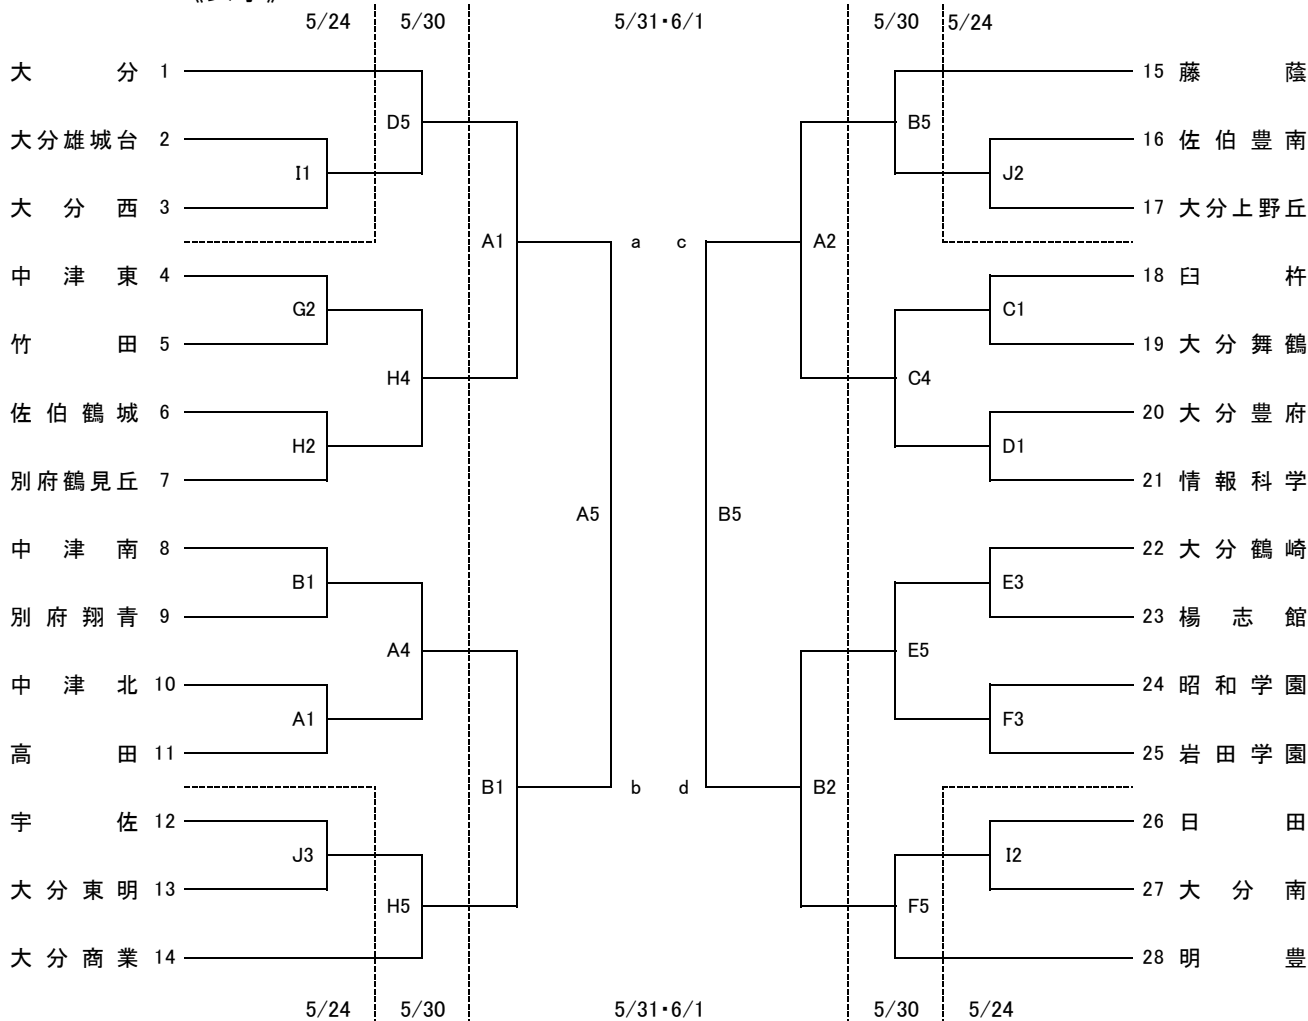 5/24 5/30 5/31・6/1 5/30 5/24
大分 1 15 藤蔭
D5 B5
大分雄城台 2 16 佐伯豊南
I1 J2
大分西 3 17 大分上野丘
A1 a c A2
中津東 4 18 臼杵
G2 C1
竹田 5 19 大分舞鶴
H4 C4
佐伯鶴城 6 20 大分豊府
H2 D1
別府鶴見丘 7 21 情報科学
A5 B5
中津南 8 22 大分鶴崎
B1 E3
別府翔青 9 23 楊志館
A4 E5
中津北 10 24 昭和学園
A1 F3
高田 11 25 岩田学園
B1 b d B2
宇佐 12 26 日田
J3 I2
大分東明 13 27 大分南
H5 F5
大分商業 14 28 明豊
5/24 5/30 5/31・6/1 5/30 5/24